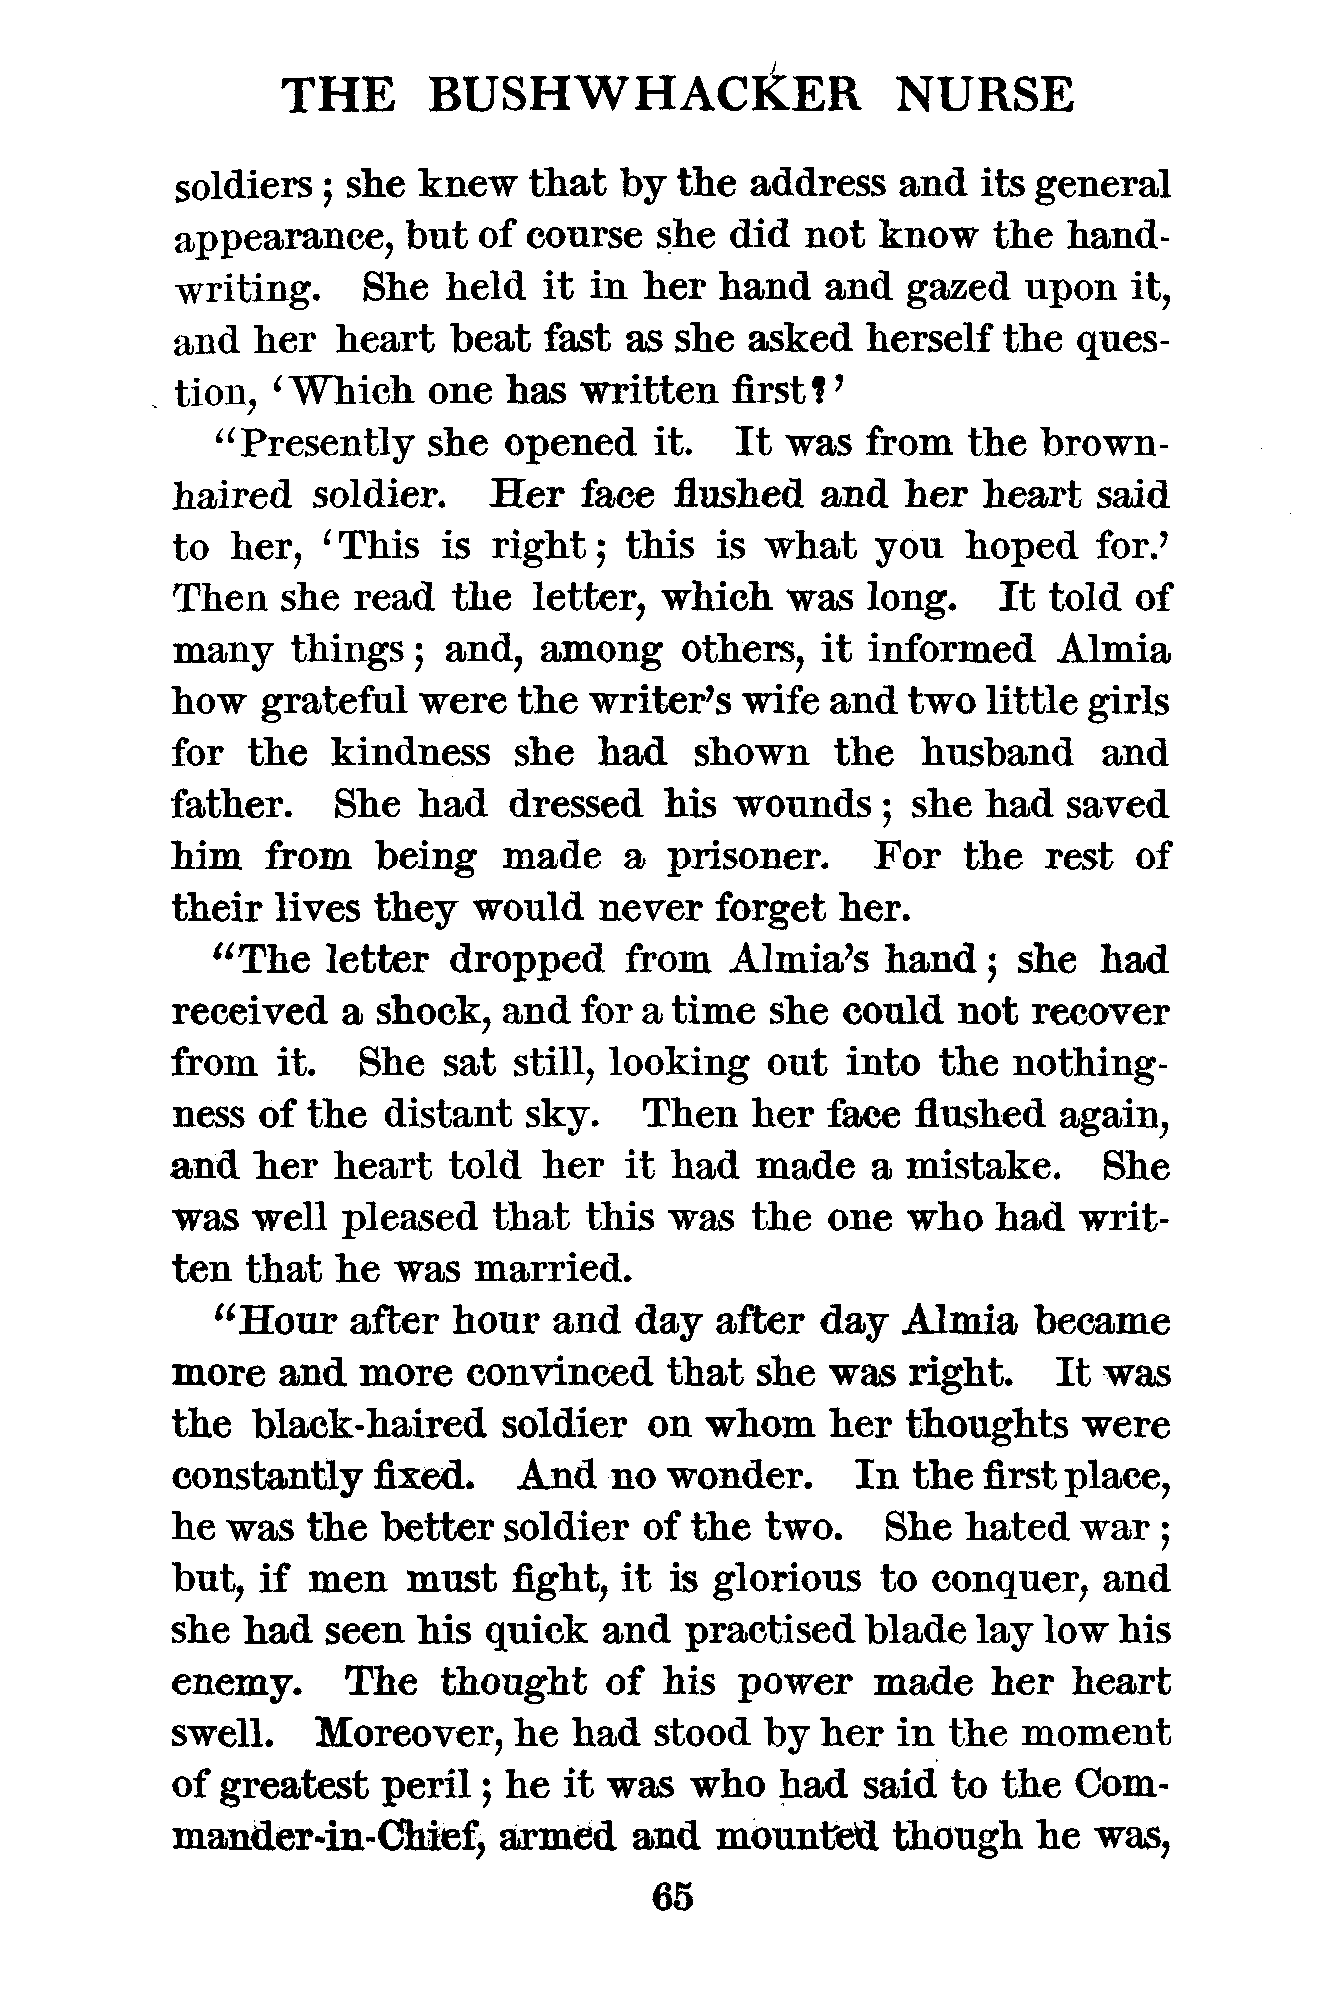 THE BUSHWHACKER NURSE
soldiers; she knew that by the address and its general
appearance, but of course she did not know the hand-
writing. She held it in her hand and gazed upon it,
and her heart beat fast as she asked herself the ques-
tion, ‘Which one has written first?’
“Presently she opened it. It was from the brown-
haired soldier. Her face flushed and her heart said
to her, ‘This is right; this is what you hoped for.’
Then she read the letter, which was long. It told of
many things; and, among others, it informed Almia
how grateful were the writer’s wife and two little girls
for the kindness she had shown the husband and
father. She had dressed his wounds; she had saved
him from being made a prisoner. For the rest of
their lives they would never forget her.
“The letter dropped from Almia’s hand; she had
received a shock, and for a time she could not recover
from it. She sat still, looking out into the nothing-
ness of the distant sky. Then her face flushed again,
and her heart told her it had made a mistake. She
was well pleased that this was the one who had writ-
ten that he was married.
“Hour after hour and day after day Almia became
more and more convinced that she was right. It was
the black-haired soldier on whom her thoughts were
constantly fixed. And no wonder. In the first place,
he was the better soldier of the two. She hated war;
but, if men must fight, it is glorious to conquer, and
she had seen his quick and practised blade lay low his
enemy. The thought of his power made her heart
swell. Moreover, he had stood by her in the moment
of greatest peril; he it was who had said to the Com-
mander-in-Chief, armed and mounted though he was,
65